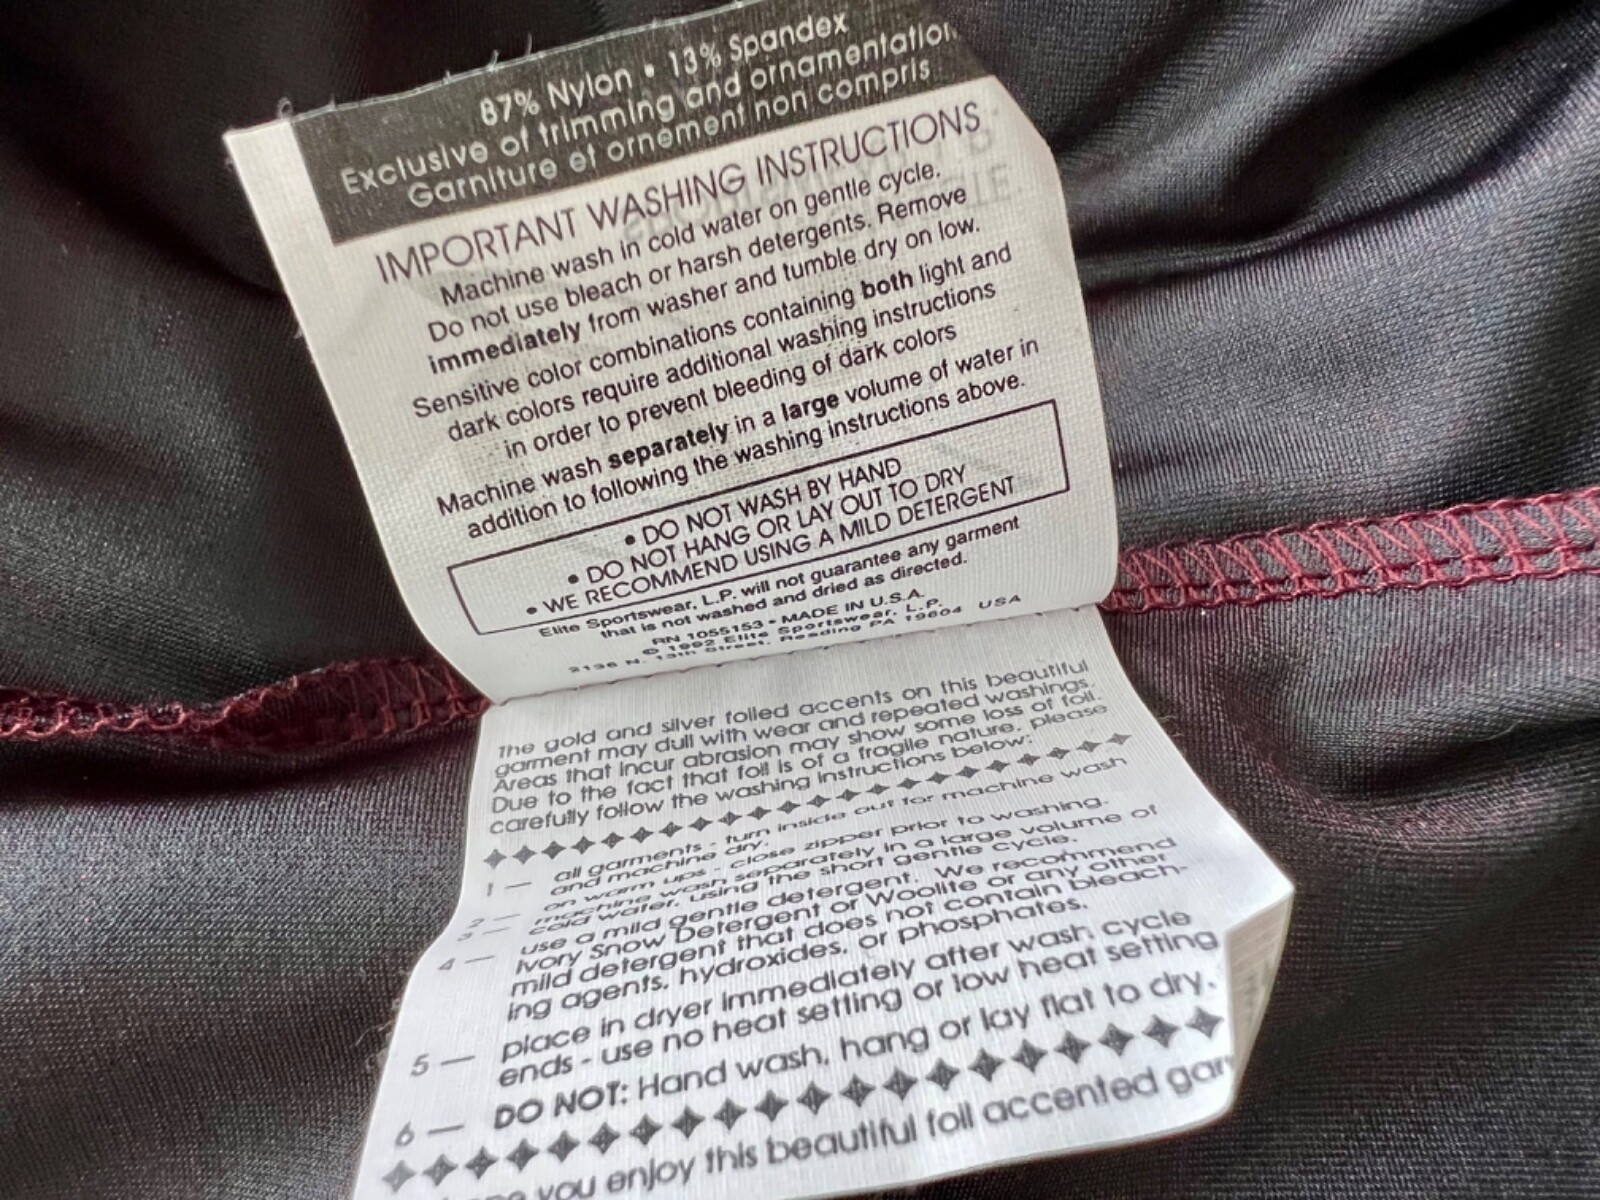 87% Nylon • 13% Spandex
Exclusive of trimming and ornamentation
Garniture et ornement non compris
IMPORTANT WASHING INSTRUCTIONS
Machine wash in cold water on gentle cycle.
Do not use bleach or harsh detergents. Remove
immediately from washer and tumble dry on low.
Sensitive color combinations containing both light and
dark colors require additional washing instructions
in order to prevent bleeding of dark colors
Machine wash separately in a large volume of water in
addition to following the washing instructions above.
• DO NOT WASH BY HAND
• DO NOT HANG OR LAY OUT TO DRY
• WE RECOMMEND USING A MILD DETERGENT
Elite Sportswear, L.P. will not guarantee any garment
that is not washed and dried as directed.
RN 1055153 • MADE IN U.S.A.
© 1992 Elite Sportswear, L.P.
2136 N. 13th Street, Reading PA 19604 USA
The gold and silver foiled accents on this beautiful
garment may dull with wear and repeated washings.
Areas that incur abrasion may show some loss of foil.
Due to the fact that foil is of a fragile nature, please
carefully follow the washing instructions below:
1 — all garments - turn inside out for machine wash
and machine dry.
2 — on warm ups - close zipper prior to washing.
3 — machine wash separately in a large volume of
cold water, using the short gentle cycle.
4 — use a mild gentle detergent. We recommend
Ivory Snow Detergent or Woolite or any other
mild detergent that does not contain bleach-
ing agents, hydroxides, or phosphates.
5 — place in dryer immediately after wash cycle
ends - use no heat setting or low heat setting
6 — DO NOT: Hand wash, hang or lay flat to dry.
you enjoy this beautiful foil accented